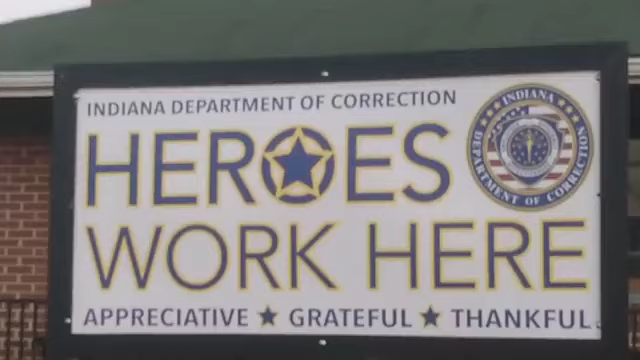 INDIANA DEPARTMENT OF CORRECTION
HEROES
WORK HERE
APPRECIATIVE ★ GRATEFUL ★ THANKFUL
INDIANA
DEPARTMENT OF CORRECTION